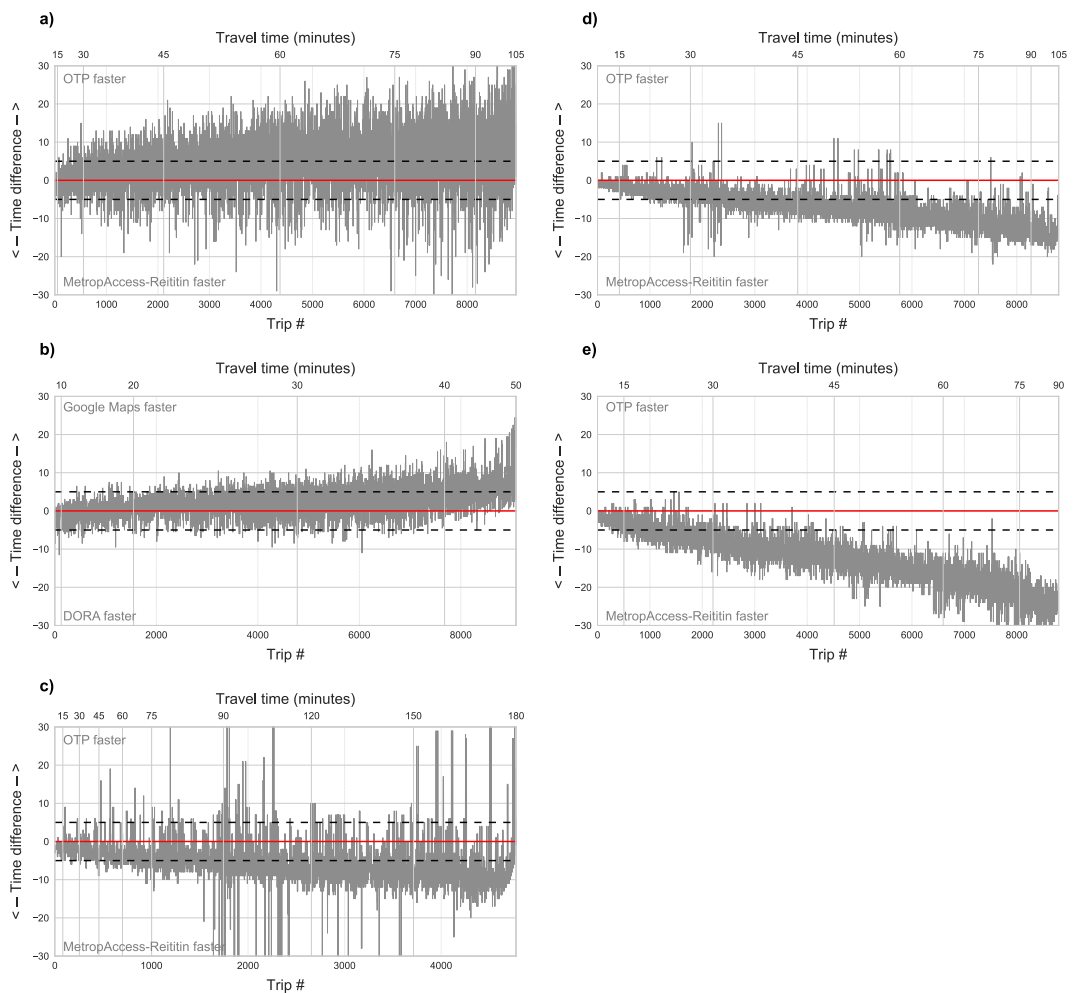 a)
Travel time (minutes)
15 30 45 60 75 90 105
OTP faster
30
20
10
0
−10
−20
−30
< − Time difference − >
MetropAccess-Reititin faster
0 1000 2000 3000 4000 5000 6000 7000 8000
Trip #
b)
Travel time (minutes)
10 20 30 40 50
Google Maps faster
30
20
10
0
−10
−20
−30
< − Time difference − >
DORA faster
0 2000 4000 6000 8000
Trip #
c)
Travel time (minutes)
15 30 45 60 75 90 120 150 180
OTP faster
30
20
10
0
−10
−20
−30
< − Time difference − >
MetropAccess-Reititin faster
0 1000 2000 3000 4000
Trip #
d)
Travel time (minutes)
15 30 45 60 75 90 105
OTP faster
30
20
10
0
−10
−20
−30
< − Time difference − >
MetropAccess-Reititin faster
0 1000 2000 3000 4000 5000 6000 7000 8000
Trip #
e)
Travel time (minutes)
15 30 45 60 75 90
OTP faster
30
20
10
0
−10
−20
−30
< − Time difference − >
MetropAccess-Reititin faster
0 1000 2000 3000 4000 5000 6000 7000 8000
Trip #